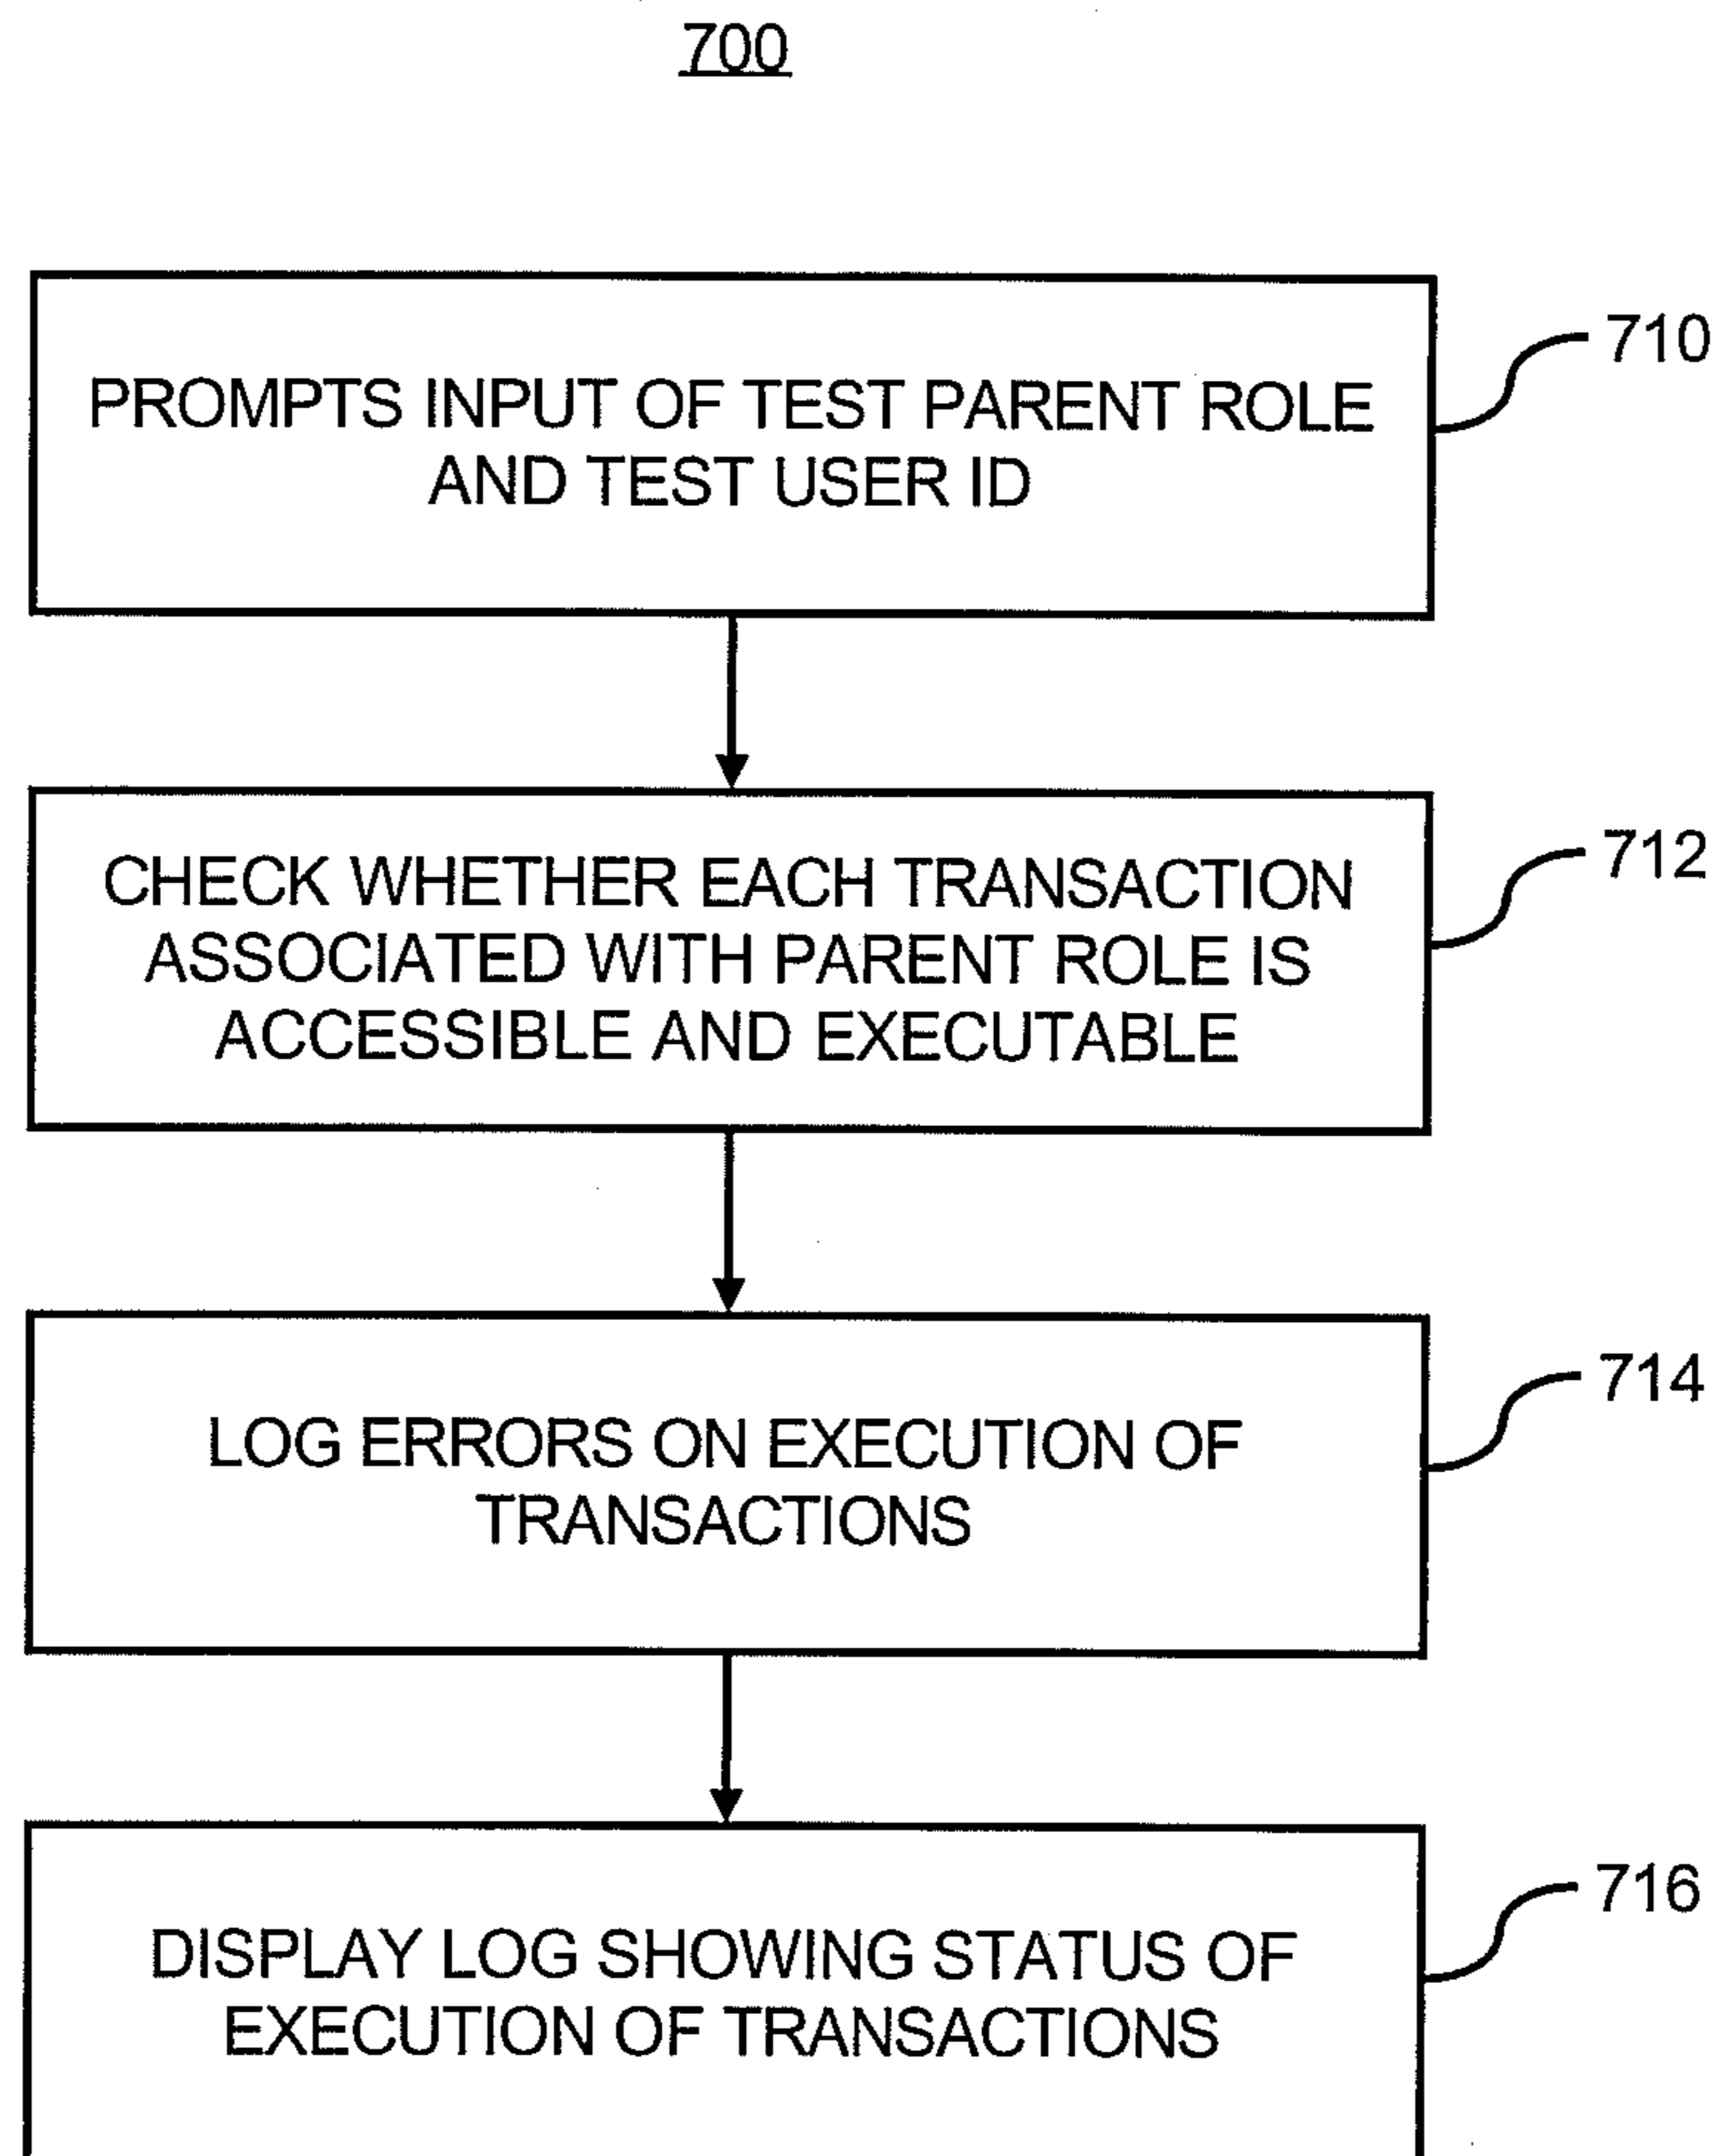 700
710
PROMPTS INPUT OF TEST PARENT ROLE
AND TEST USER ID
712
CHECK WHETHER EACH TRANSACTION
ASSOCIATED WITH PARENT ROLE IS
ACCESSIBLE AND EXECUTABLE
714
LOG ERRORS ON EXECUTION OF
TRANSACTIONS
716
DISPLAY LOG SHOWING STATUS OF
EXECUTION OF TRANSACTIONS